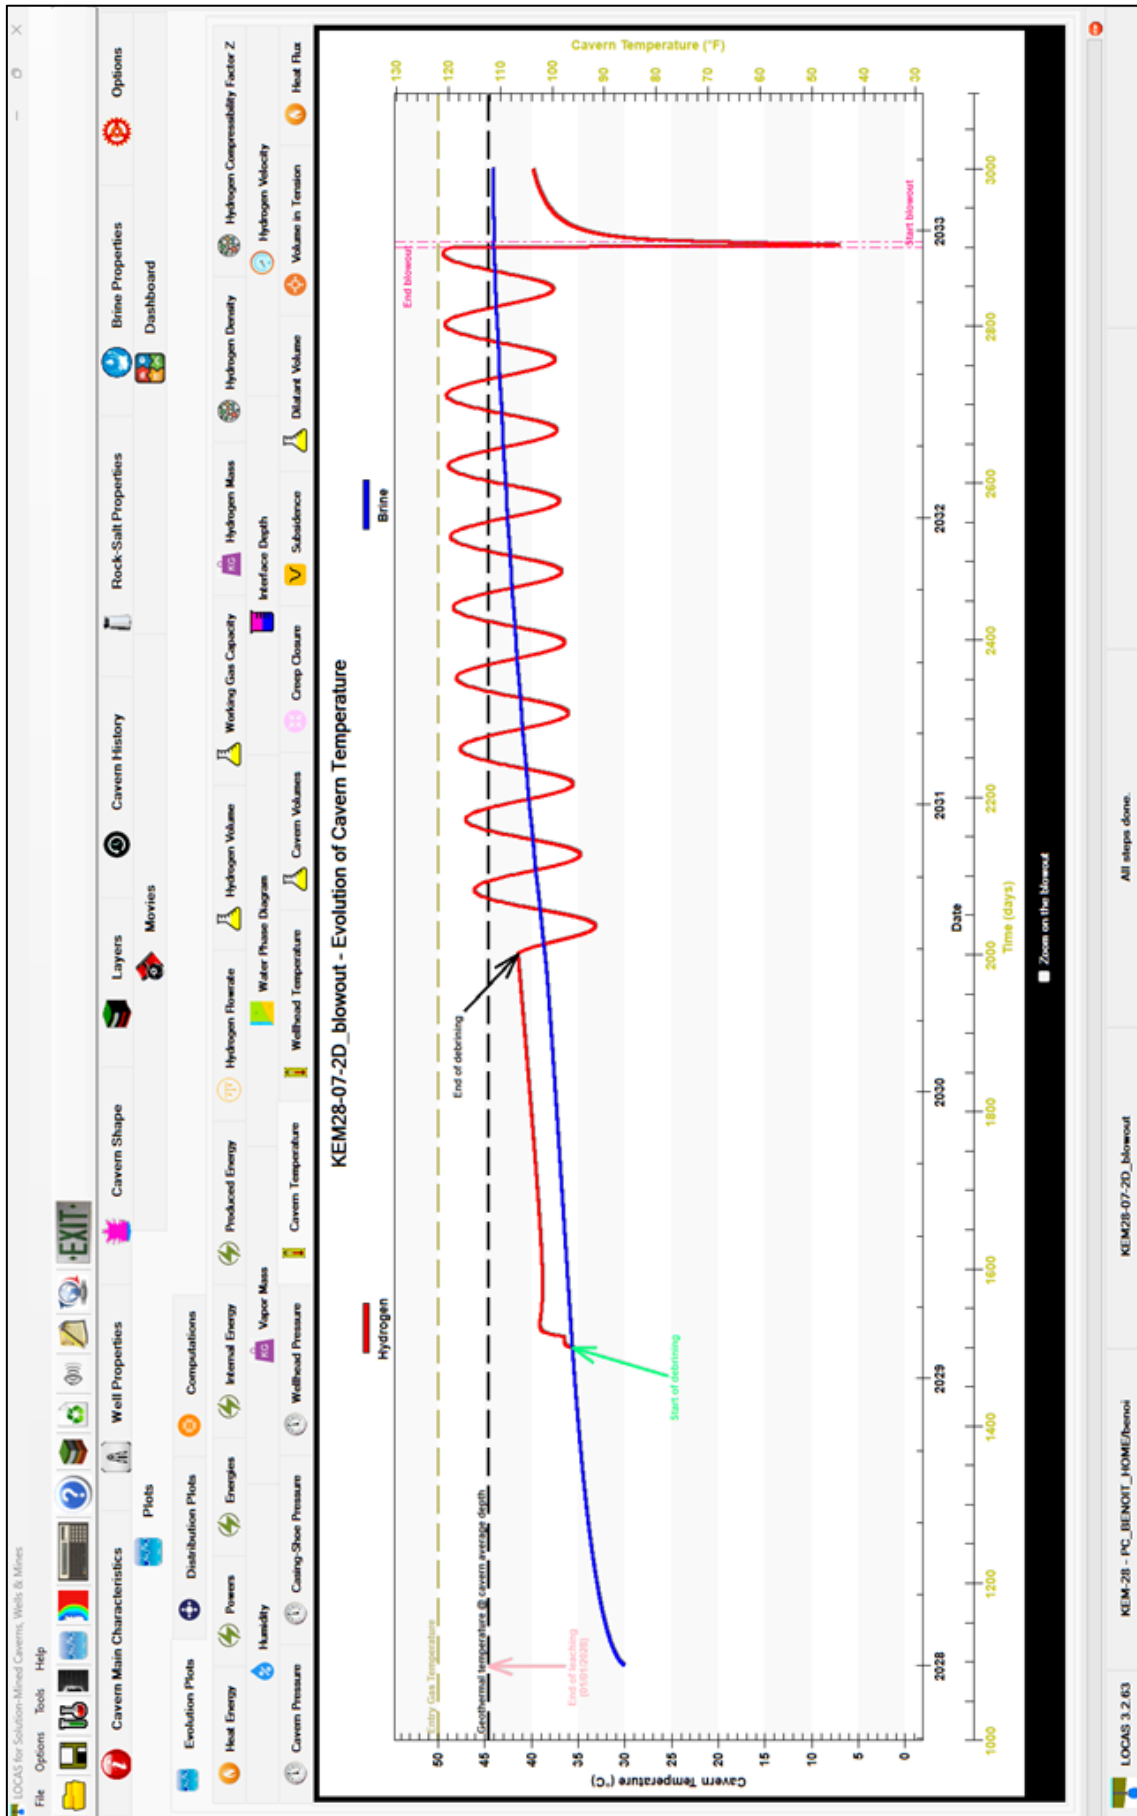 LOCAS for Solution-Mined Caverns, Wells & Mines
File Options Tools Help
EXIT
Cavern Main Characteristics Well Properties Cavern Shape Layers Cavern History Rock-Salt Properties Brine Properties Options
Plots Movies Dashboard
Evolution Plots Distribution Plots Computations
Heat Energy Powers Energies Internal Energy Produced Energy Hydrogen Flowrate Hydrogen Volume Working Gas Capacity Hydrogen Mass Hydrogen Density Hydrogen Compressibility Factor Z
Humidity Vapor Mass Water Phase Diagram Interface Depth Hydrogen Velocity
Cavern Pressure Casing-Shoe Pressure Wellhead Pressure Cavern Temperature Wellhead Temperature Cavern Volumes Creep Closure Subsidence Dilatant Volume Volume in Tension Heat Flux
KEM28-07-2D_blowout - Evolution of Cavern Temperature
Hydrogen Brine
Cavern Temperature (°C)
50
45
40
35
30
25
20
15
10
5
0
Entry Gas Temperature
Geothermal temperature @ cavern average depth
End of leaching
(01/01/2028)
Start of debrining
End of debrining
End blowout
Start blowout
Cavern Temperature (°F)
130
120
110
100
90
80
70
60
50
40
30
2028 2029 2030 2031 2032 2033
Date
1000 1200 1400 1600 1800 2000 2200 2400 2600 2800 3000
Time (days)
Zoom on the blowout
LOCAS 3.2.63 KEM-28 - PC_BENOIT_HOME/benoi KEM28-07-2D_blowout All steps done.